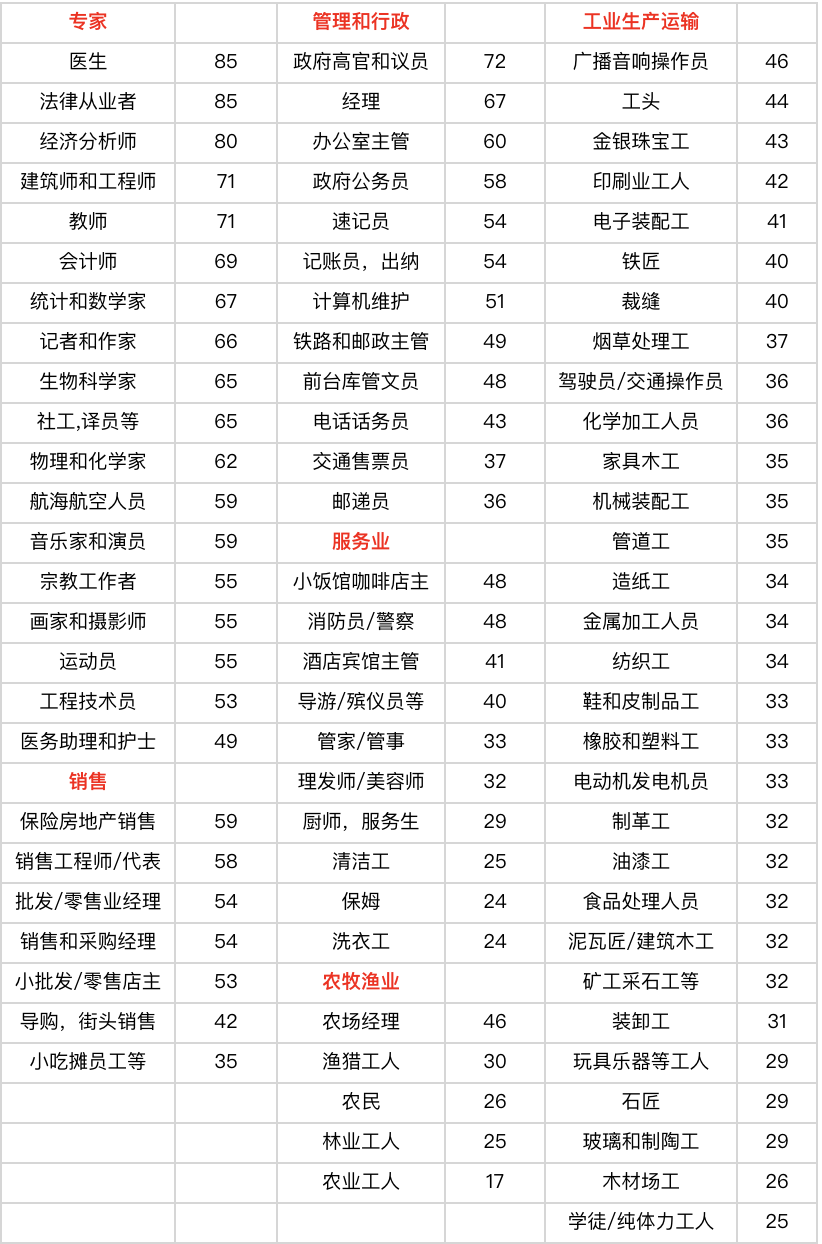 专家 管理和行政 工业生产运输
医生 85 政府高官和议员 72 广播音响操作员 46
法律从业者 85 经理 67 工头 44
经济分析师 80 办公室主管 60 金银珠宝工 43
建筑师和工程师 71 政府公务员 58 印刷业工人 42
教师 71 速记员 54 电子装配工 41
会计师 69 记账员，出纳 54 铁匠 40
统计和数学家 67 计算机维护 51 裁缝 40
记者和作家 66 铁路和邮政主管 49 烟草处理工 37
生物科学家 65 前台库管文员 48 驾驶员/交通操作员 36
社工,译员等 65 电话话务员 43 化学加工人员 36
物理和化学家 62 交通售票员 37 家具木工 35
航海航空人员 59 邮递员 36 机械装配工 35
音乐家和演员 59 服务业 管道工 35
宗教工作者 55 小饭馆咖啡店主 48 造纸工 34
画家和摄影师 55 消防员/警察 48 金属加工人员 34
运动员 55 酒店宾馆主管 41 纺织工 34
工程技术员 53 导游/殡仪员等 40 鞋和皮制品工 33
医务助理和护士 49 管家/管事 33 橡胶和塑料工 33
销售 理发师/美容师 32 电动机发电机员 33
保险房地产销售 59 厨师，服务生 29 制革工 32
销售工程师/代表 58 清洁工 25 油漆工 32
批发/零售业经理 54 保姆 24 食品处理人员 32
销售和采购经理 54 洗衣工 24 泥瓦匠/建筑木工 32
小批发/零售店主 53 农牧渔业 矿工采石工等 32
导购，街头销售 42 农场经理 46 装卸工 31
小吃摊员工等 35 渔猎工人 30 玩具乐器等工人 29
农民 26 石匠 29
林业工人 25 玻璃和制陶工 29
农业工人 17 木材场工 26
学徒/纯体力工人 25